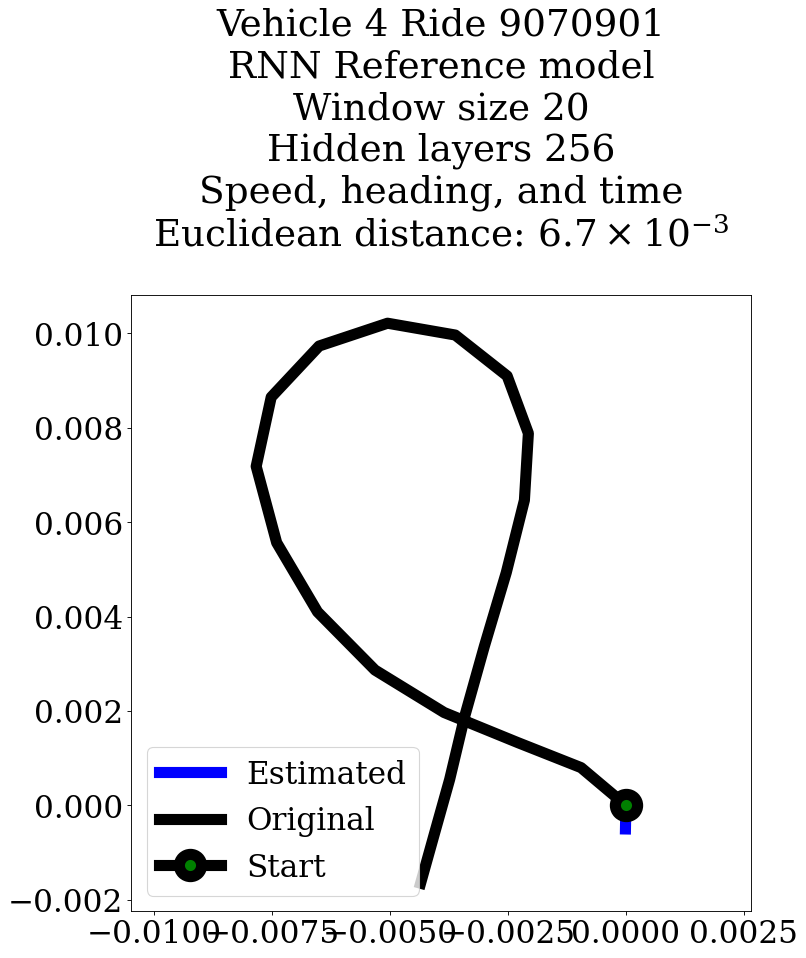 Vehicle 4 Ride 9070901
RNN Reference model
Window size 20
Hidden layers 256
Speed, heading, and time
Euclidean distance: 6.7 × 10⁻³
0.010
0.008
0.006
0.004
0.002
0.000
−0.002
Estimated
Original
Start
−0.0100 −0.0075 −0.0050 −0.0025 0.0000 0.0025